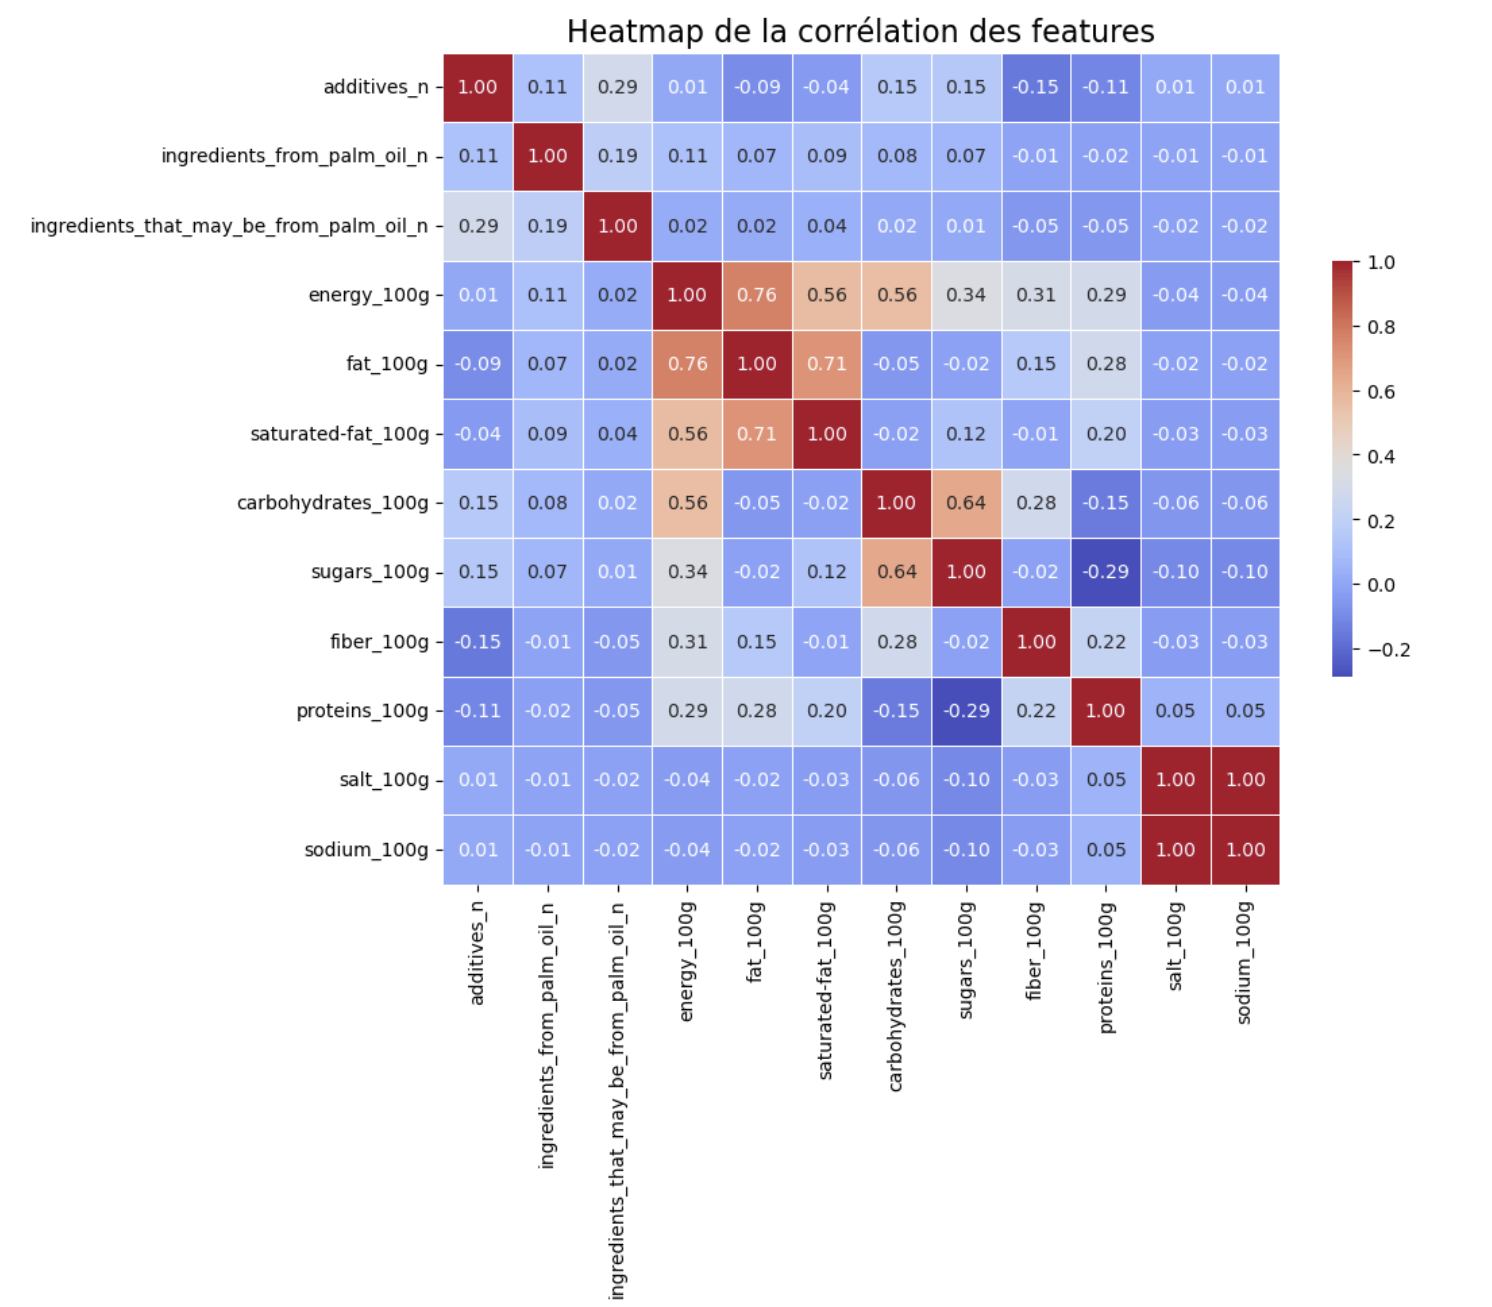 Heatmap de la corrélation des features
additives_n 1.00 0.11 0.29 0.01 -0.09 -0.04 0.15 0.15 -0.15 -0.11 0.01 0.01
ingredients_from_palm_oil_n 0.11 1.00 0.19 0.11 0.07 0.09 0.08 0.07 -0.01 -0.02 -0.01 -0.01
ingredients_that_may_be_from_palm_oil_n 0.29 0.19 1.00 0.02 0.02 0.04 0.02 0.01 -0.05 -0.05 -0.02 -0.02
energy_100g 0.01 0.11 0.02 1.00 0.76 0.56 0.56 0.34 0.31 0.29 -0.04 -0.04
fat_100g -0.09 0.07 0.02 0.76 1.00 0.71 -0.05 -0.02 0.15 0.28 -0.02 -0.02
saturated-fat_100g -0.04 0.09 0.04 0.56 0.71 1.00 -0.02 0.12 -0.01 0.20 -0.03 -0.03
carbohydrates_100g 0.15 0.08 0.02 0.56 -0.05 -0.02 1.00 0.64 0.28 -0.15 -0.06 -0.06
sugars_100g 0.15 0.07 0.01 0.34 -0.02 0.12 0.64 1.00 -0.02 -0.29 -0.10 -0.10
fiber_100g -0.15 -0.01 -0.05 0.31 0.15 -0.01 0.28 -0.02 1.00 0.22 -0.03 -0.03
proteins_100g -0.11 -0.02 -0.05 0.29 0.28 0.20 -0.15 -0.29 0.22 1.00 0.05 0.05
salt_100g 0.01 -0.01 -0.02 -0.04 -0.02 -0.03 -0.06 -0.10 -0.03 0.05 1.00 1.00
sodium_100g 0.01 -0.01 -0.02 -0.04 -0.02 -0.03 -0.06 -0.10 -0.03 0.05 1.00 1.00
additives_n
ingredients_from_palm_oil_n
ingredients_that_may_be_from_palm_oil_n
energy_100g
fat_100g
saturated-fat_100g
carbohydrates_100g
sugars_100g
fiber_100g
proteins_100g
salt_100g
sodium_100g
1.0
0.8
0.6
0.4
0.2
0.0
−0.2